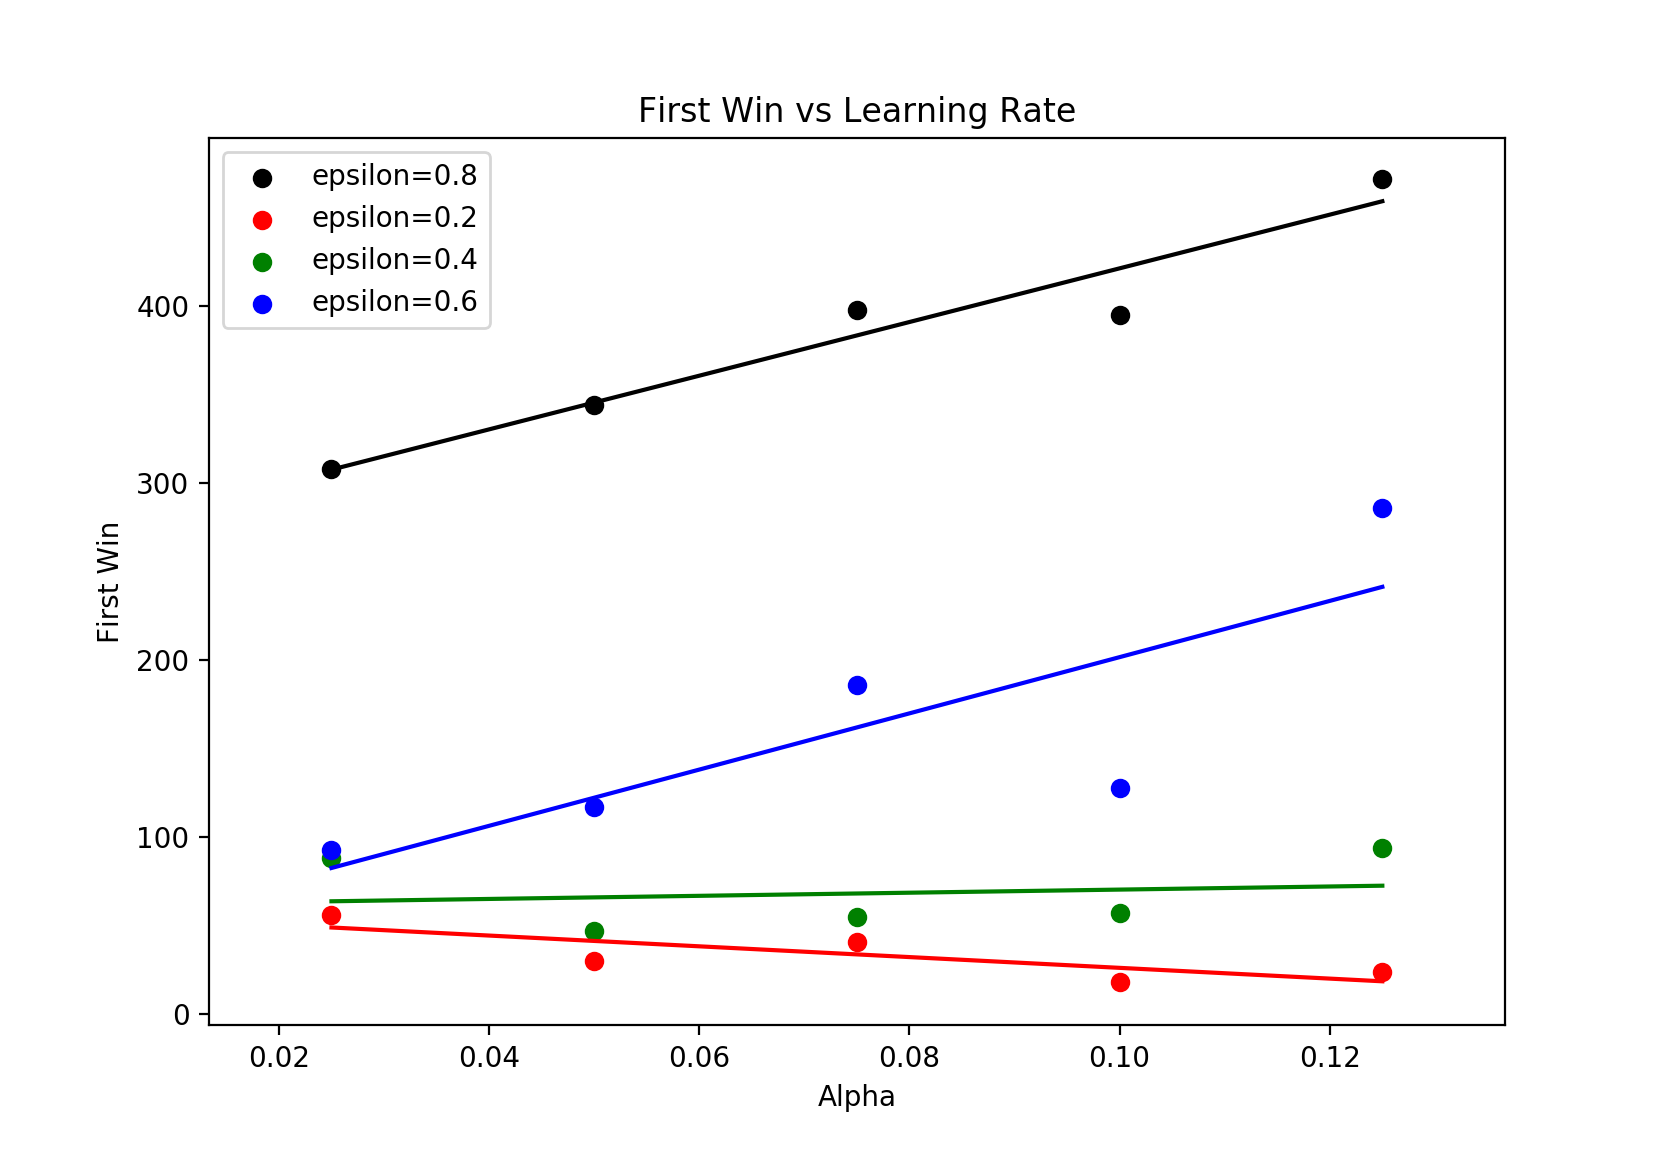 First Win vs Learning Rate
epsilon=0.8
epsilon=0.2
epsilon=0.4
epsilon=0.6
400
300
200
100
0
First Win
0.02 0.04 0.06 0.08 0.10 0.12
Alpha